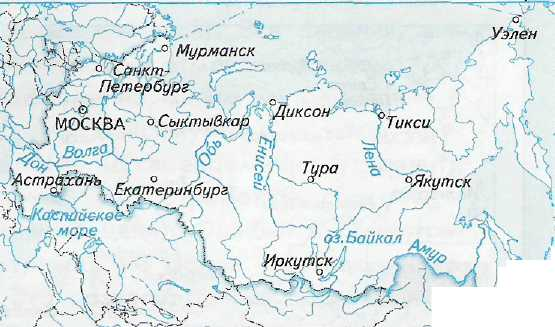 Уэлен
Мурманск
Санкт-
Петербург
МОСКВА
Сыктывкар
Диксон
Тикси
Обь
Енисей
Лена
Волга
Дон
Тура
Якутск
Астрахань
Екатеринбург
Каспийское
море
оз. Байкал
Амур
Иркутск